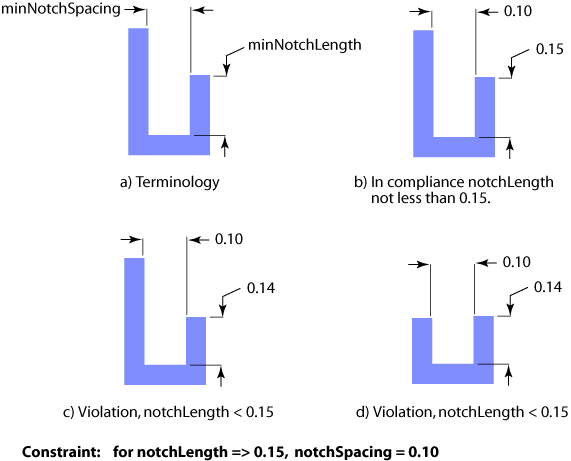 minNotchSpacing
minNotchLength
a) Terminology
0.10
0.15
b) In compliance notchLength
not less than 0.15.
0.10
0.14
c) Violation, notchLength < 0.15
0.10
0.14
d) Violation, notchLength < 0.15
Constraint: for notchLength => 0.15, notchSpacing = 0.10